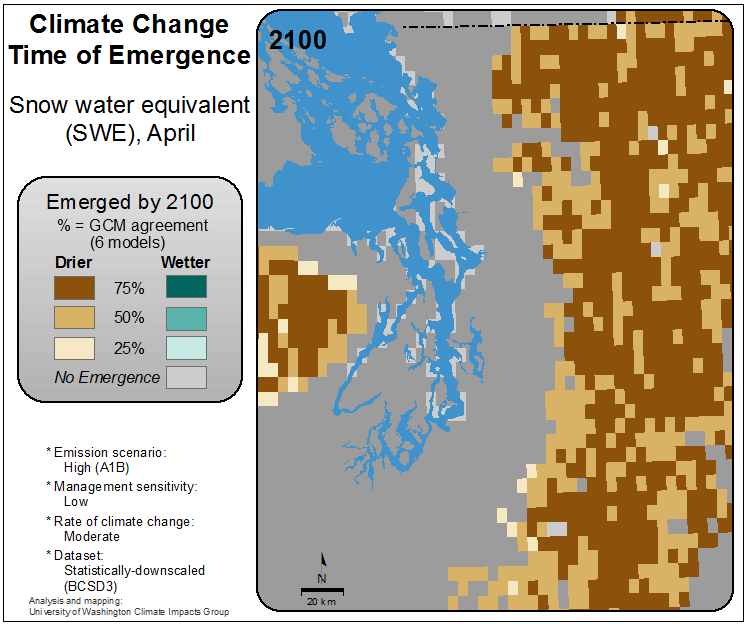 Climate Change
Time of Emergence
Snow water equivalent
(SWE), April
Emerged by 2100
% = GCM agreement
(6 models)
Drier Wetter
75%
50%
25%
No Emergence
* Emission scenario:
High (A1B)
* Management sensitivity:
Low
* Rate of climate change:
Moderate
* Dataset:
Statistically-downscaled
(BCSD3)
Analysis and mapping:
University of Washington Climate Impacts Group
2100
N
20 km